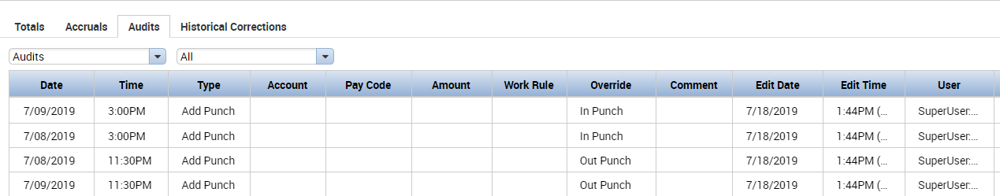 Totals Accruals Audits Historical Corrections
Audits All
Date Time Type Account Pay Code Amount Work Rule Override Comment Edit Date Edit Time User
7/09/2019 3:00PM Add Punch In Punch 7/18/2019 1:44PM (... SuperUser:...
7/08/2019 3:00PM Add Punch In Punch 7/18/2019 1:44PM (... SuperUser:...
7/08/2019 11:30PM Add Punch Out Punch 7/18/2019 1:44PM (... SuperUser:...
7/09/2019 11:30PM Add Punch Out Punch 7/18/2019 1:44PM (... SuperUser:...